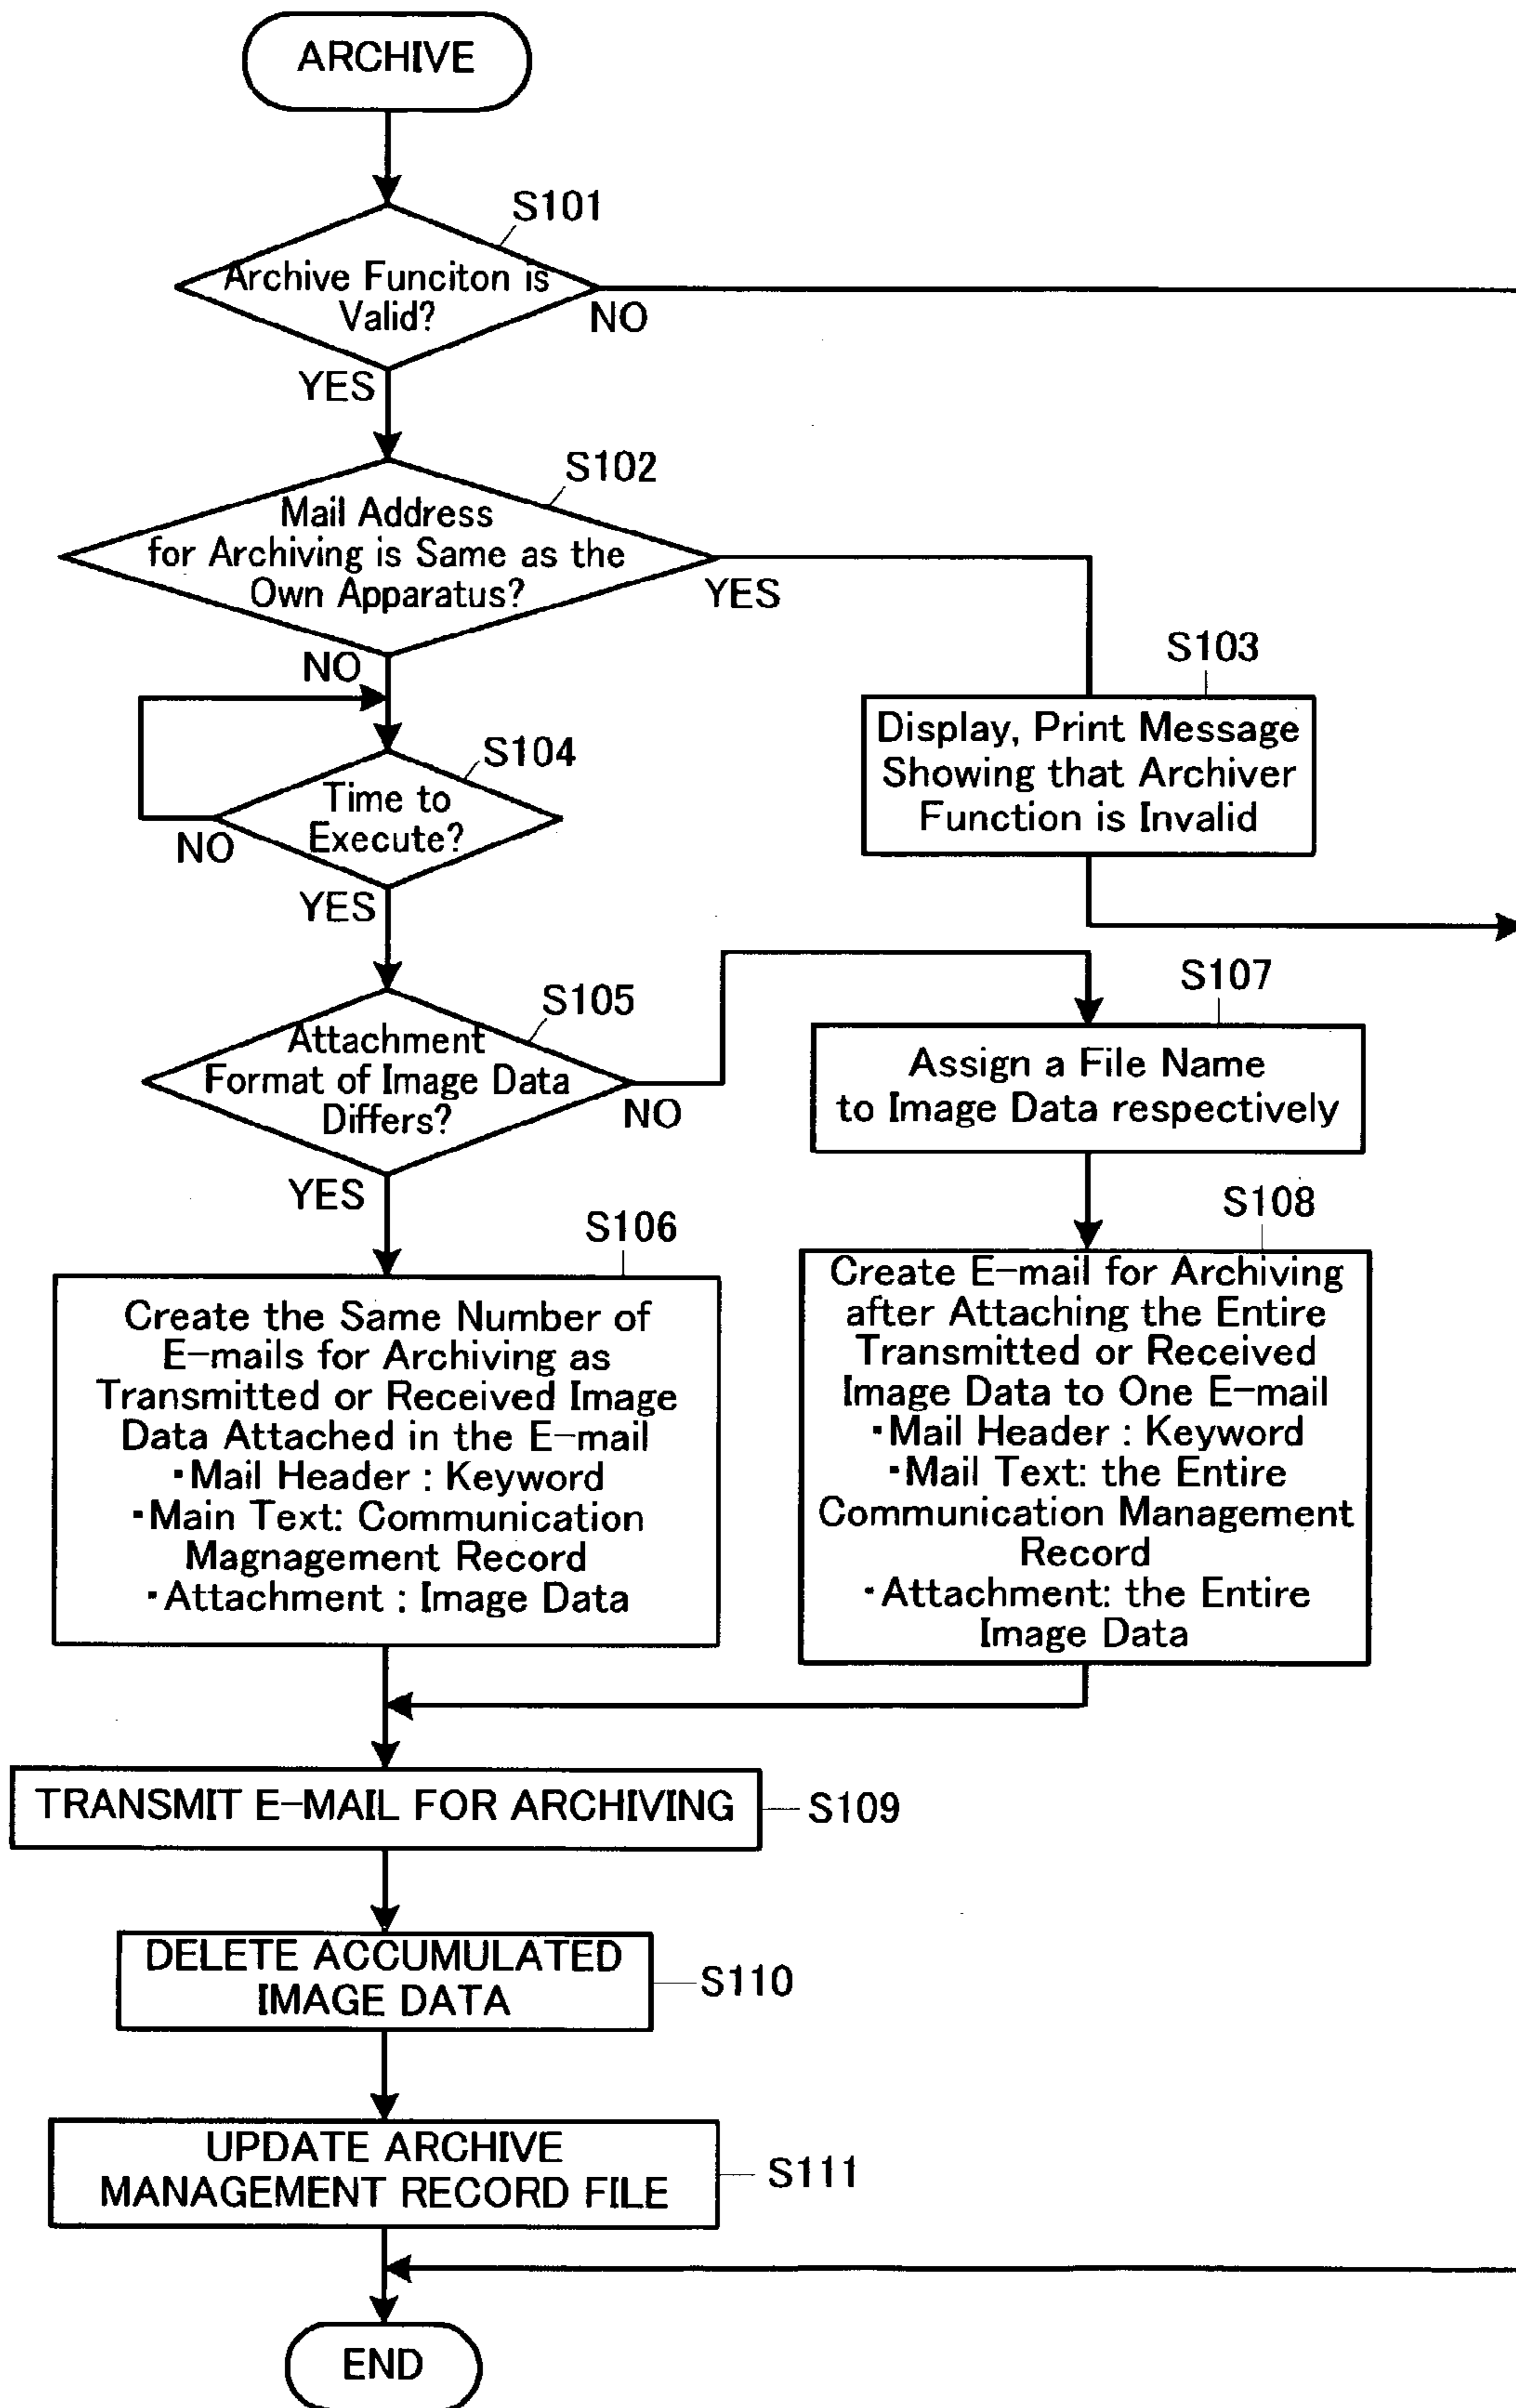 ARCHIVE
S101
Archive Funciton is
Valid?
NO
YES
S102
Mail Address
for Archiving is Same as the
Own Apparatus?
YES
NO
S103
Display, Print Message
Showing that Archiver
Function is Invalid
S104
Time to
Execute?
NO
YES
S105
Attachment
Format of Image Data
Differs?
NO
YES
S107
Assign a File Name
to Image Data respectively
S106
Create the Same Number of
E-mails for Archiving as
Transmitted or Received Image
Data Attached in the E-mail
・Mail Header : Keyword
・Main Text: Communication
Magnagement Record
・Attachment : Image Data
S108
Create E-mail for Archiving
after Attaching the Entire
Transmitted or Received
Image Data to One E-mail
・Mail Header : Keyword
・Mail Text: the Entire
Communication Management
Record
・Attachment: the Entire
Image Data
TRANSMIT E-MAIL FOR ARCHIVING
S109
DELETE ACCUMULATED
IMAGE DATA
S110
UPDATE ARCHIVE
MANAGEMENT RECORD FILE
S111
END